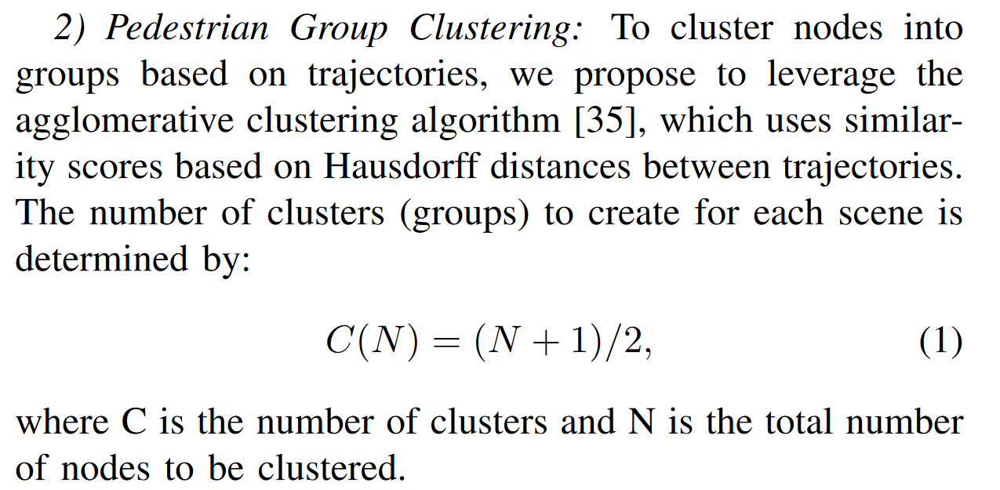 2) Pedestrian Group Clustering: To cluster nodes into
groups based on trajectories, we propose to leverage the
agglomerative clustering algorithm [35], which uses similar-
ity scores based on Hausdorff distances between trajectories.
The number of clusters (groups) to create for each scene is
determined by:
C(N) = (N + 1)/2, (1)
where C is the number of clusters and N is the total number
of nodes to be clustered.